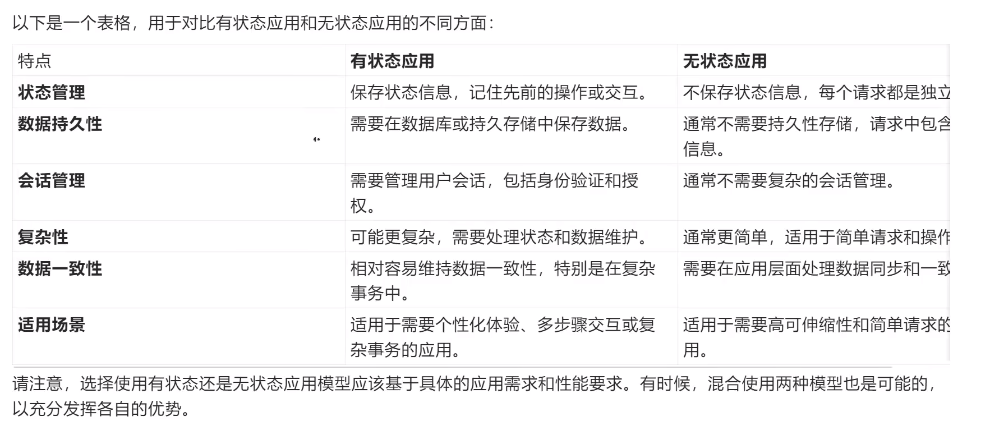 以下是一个表格，用于对比有状态应用和无状态应用的不同方面：
特点 有状态应用 无状态应用
状态管理 保存状态信息，记住先前的操作或交互。 不保存状态信息，每个请求都是独立
数据持久性 需要在数据库或持久存储中保存数据。 通常不需要持久性存储，请求中包含
信息。
会话管理 需要管理用户会话，包括身份验证和授 通常不需要复杂的会话管理。
权。
复杂性 可能更复杂，需要处理状态和数据维护。 通常更简单，适用于简单请求和操作
数据一致性 相对容易维持数据一致性，特别是在复杂 需要在应用层面处理数据同步和一致
事务中。
适用场景 适用于需要个性化体验、多步骤交互或复 适用于需要高可伸缩性和简单请求的
杂事务的应用。 用。
请注意，选择使用有状态还是无状态应用模型应该基于具体的应用需求和性能要求。有时候，混合使用两种模型也是可能的，
以充分发挥各自的优势。